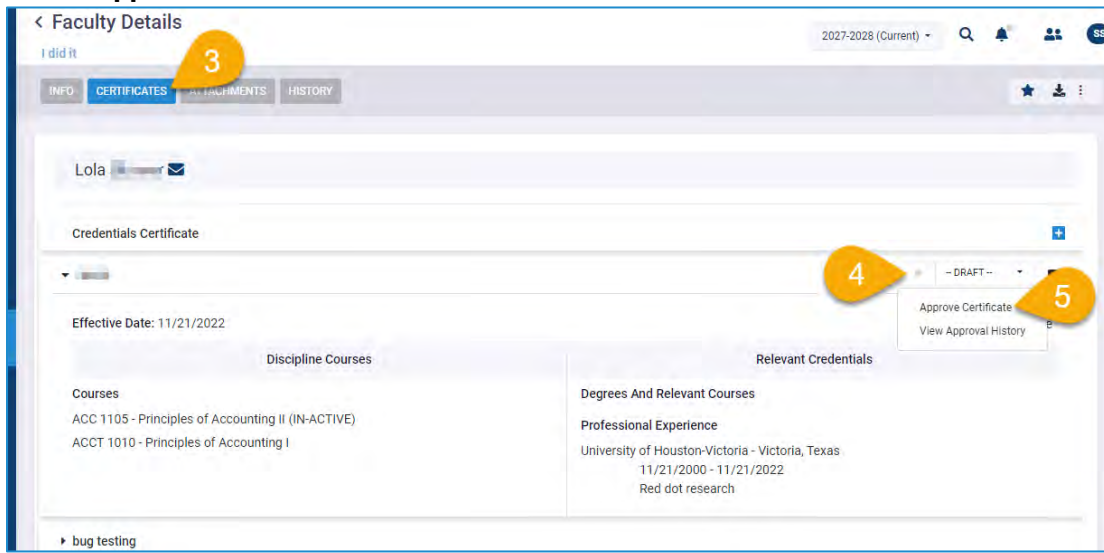 < Faculty Details
I did it
2027-2028 (Current)
SS
3
INFO CERTIFICATES ATTACHMENTS HISTORY
Lola
Credentials Certificate
4
-- DRAFT --
5
Approve Certificate
View Approval History
Effective Date: 11/21/2022
Discipline Courses
Relevant Credentials
Courses
ACC 1105 - Principles of Accounting II (IN-ACTIVE)
ACCT 1010 - Principles of Accounting I
Degrees And Relevant Courses
Professional Experience
University of Houston-Victoria - Victoria, Texas
11/21/2000 - 11/21/2022
Red dot research
bug testing